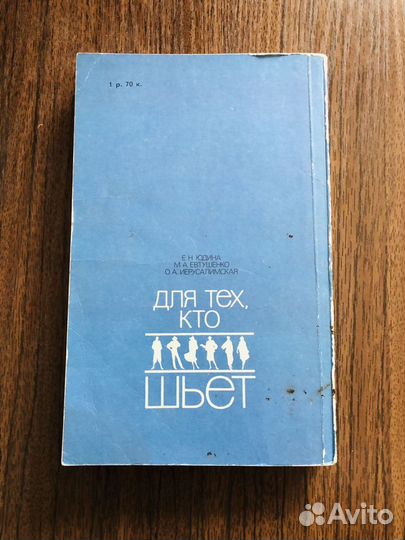 1 р. 70 к.
Е.Н.ЮДИНА
М.А.ЕВТУШЕНКО
О.А.ИЕРУСАЛИМСКАЯ
для тех,
кто
шьет
Avito